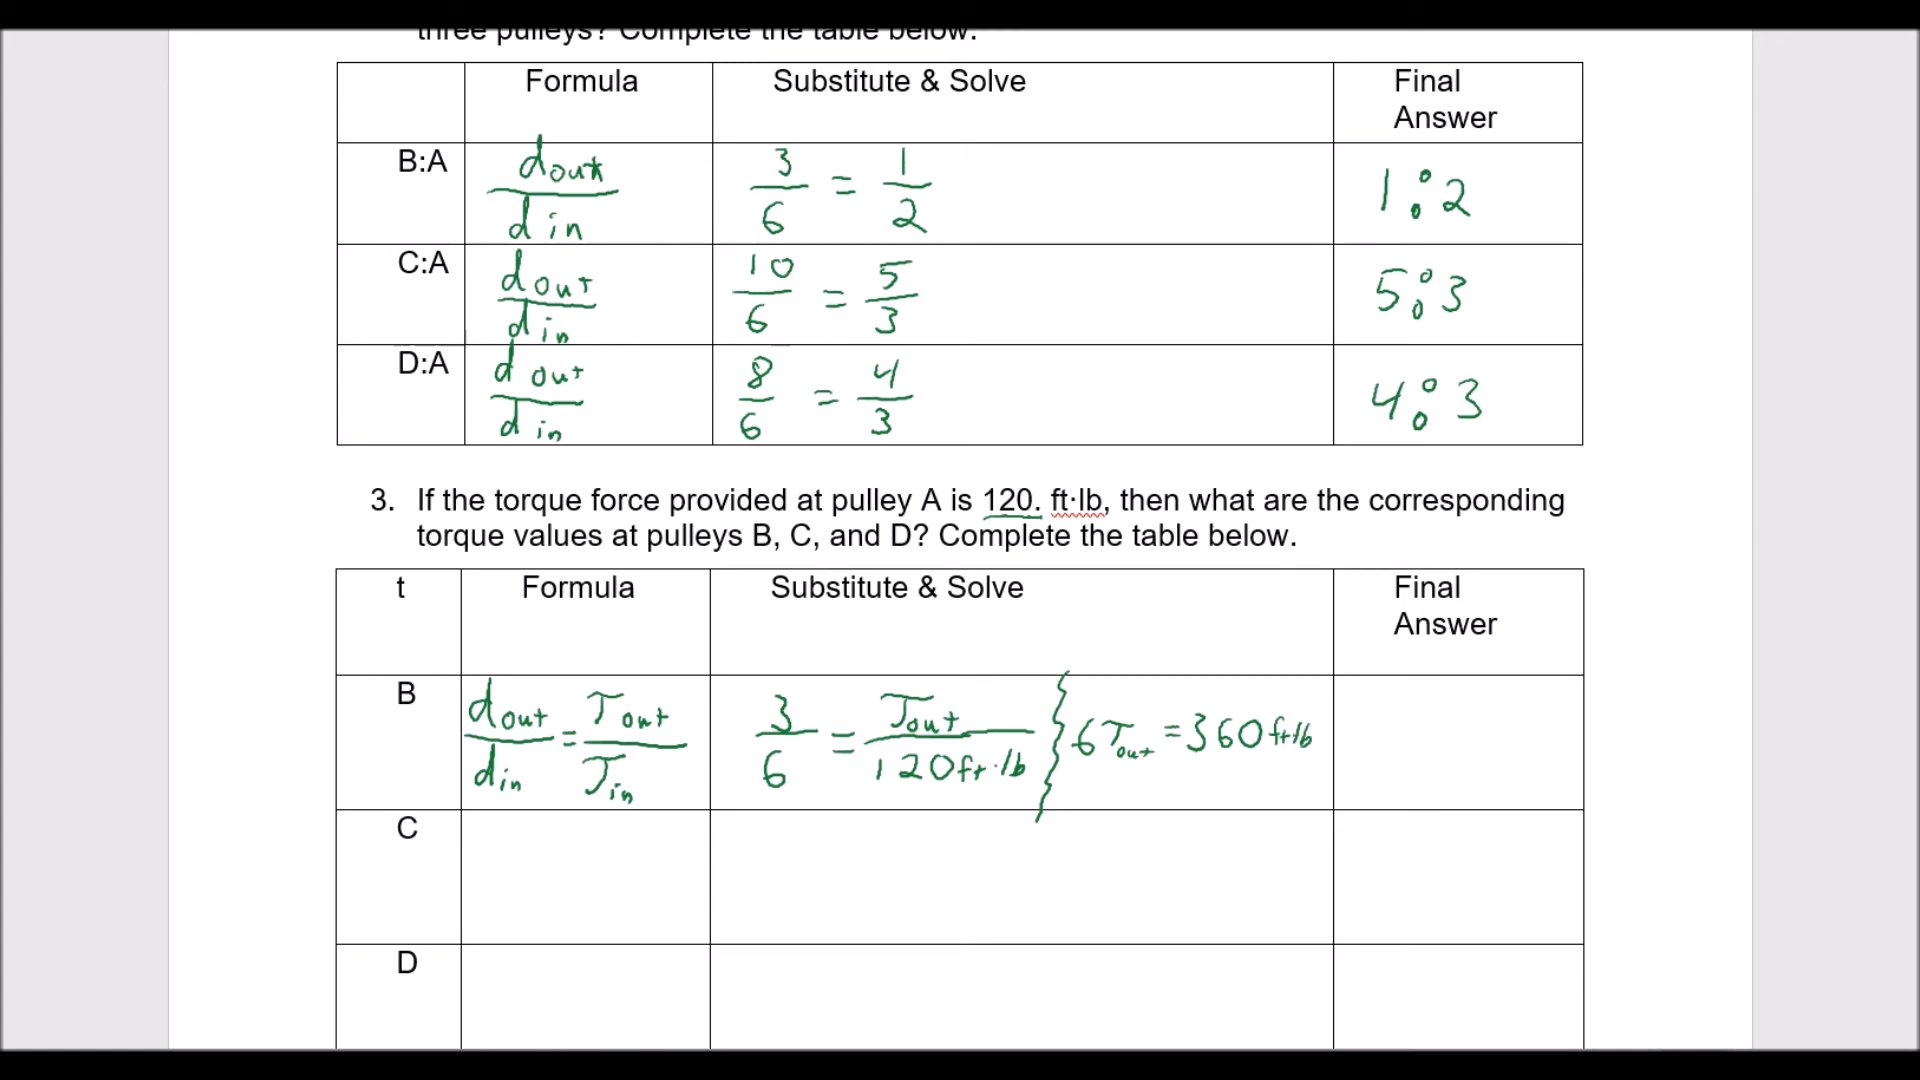 three pulleys? Complete the table below.
Formula Substitute & Solve Final Answer
B:A dout/din 3/6 = 1/2 1:2
C:A dout/din 10/6 = 5/3 5:3
D:A dout/din 8/6 = 4/3 4:3
3. If the torque force provided at pulley A is 120. ft·lb, then what are the corresponding
torque values at pulleys B, C, and D? Complete the table below.
t Formula Substitute & Solve Final Answer
B dout/din = Tout/Tin 3/6 = Tout/120ft·lb } 6Tout = 360ftlb
C
D